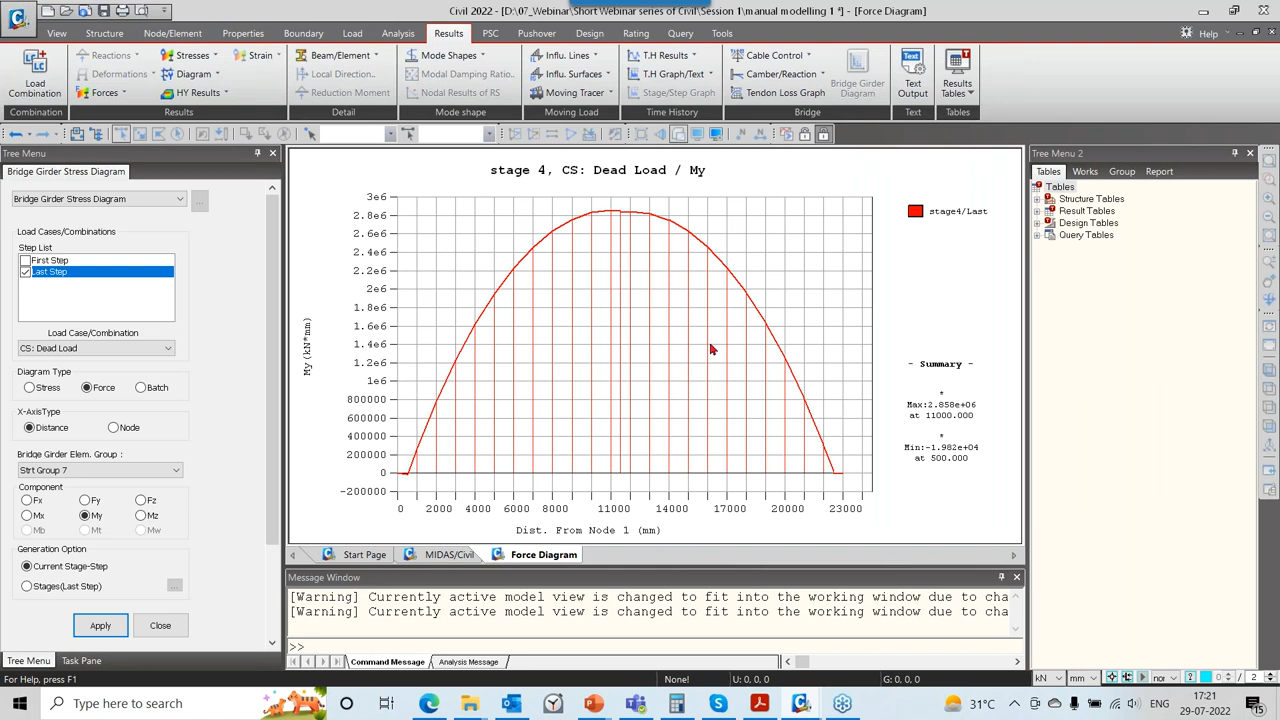 Civil 2022 - [D:\07_Webinar\Short Webinar series of Civil\Session 1\manual modelling 1 *] - [Force Diagram]
View Structure Node/Element Properties Boundary Load Analysis Results PSC Pushover Design Rating Query Tools Help
Load Combination
Combination
Reactions
Deformations
Forces
Stresses
Diagram
HY Results
Strain
Results
Beam/Element
Local Direction..
Reduction Moment
Detail
Mode Shapes
Modal Damping Ratio..
Nodal Results of RS
Mode shape
Influ. Lines
Influ. Surfaces
Moving Tracer
Moving Load
T.H Results
T.H Graph/Text
Stage/Step Graph
Time History
Cable Control
Camber/Reaction
Tendon Loss Graph
Bridge Girder Diagram
Bridge
Text Output
Text
Results Tables
Tables
Tree Menu
Bridge Girder Stress Diagram
Bridge Girder Stress Diagram
...
Load Cases/Combinations
Step List
First Step
Last Step
Load Case/Combination
CS: Dead Load
Diagram Type
Stress Force Batch
X-AxisType
Distance Node
Bridge Girder Elem. Group :
Strt Group 7
Component
Fx Fy Fz
Mx My Mz
Mb Mt Mw
Generation Option
Current Stage-Step
Stages(Last Step) ...
Apply Close
Tree Menu Task Pane
stage 4, CS: Dead Load / My
3e6
2.8e6
2.6e6
2.4e6
2.2e6
2e6
1.8e6
1.6e6
1.4e6
1.2e6
1e6
800000
600000
400000
200000
0
-200000
My(kN*mm)
0 2000 4000 6000 8000 11000 14000 17000 20000 23000
Dist. From Node 1 (mm)
stage4/Last
- Summary -
*
Max:2.858e+06
at 11000.000
*
Min:-1.982e+04
at 500.000
Start Page MIDAS/Civil Force Diagram
Message Window
[Warning] Currently active model view is changed to fit into the working window due to cha
[Warning] Currently active model view is changed to fit into the working window due to cha
>>
Command Message Analysis Message
Tree Menu 2
Tables Works Group Report
Tables
Structure Tables
Result Tables
Design Tables
Query Tables
For Help, press F1
None! U: 0, 0, 0 G: 0, 0, 0 kN mm nor 0 / 2
Type here to search
31°C ENG 17:21
29-07-2022
15